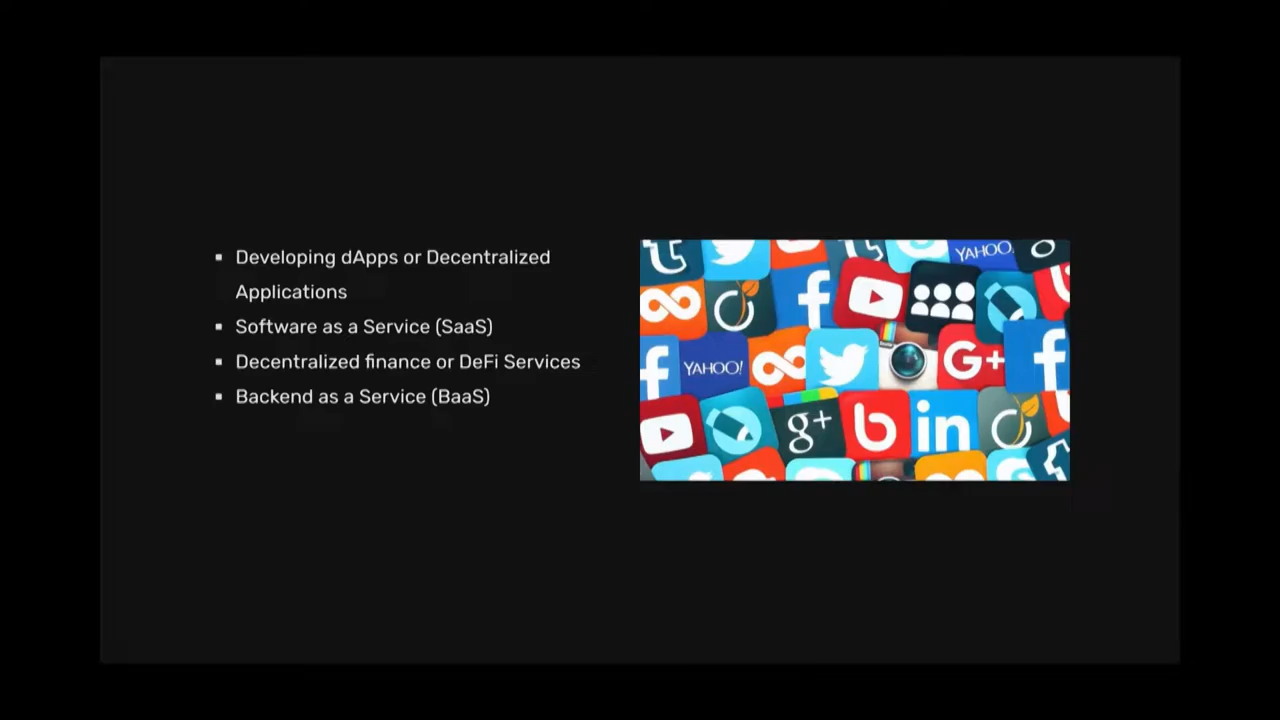 Developing dApps or Decentralized
Applications
Software as a Service (SaaS)
Decentralized finance or DeFi Services
Backend as a Service (BaaS)
YAHOO!
YAHOO!
G+
g+
in